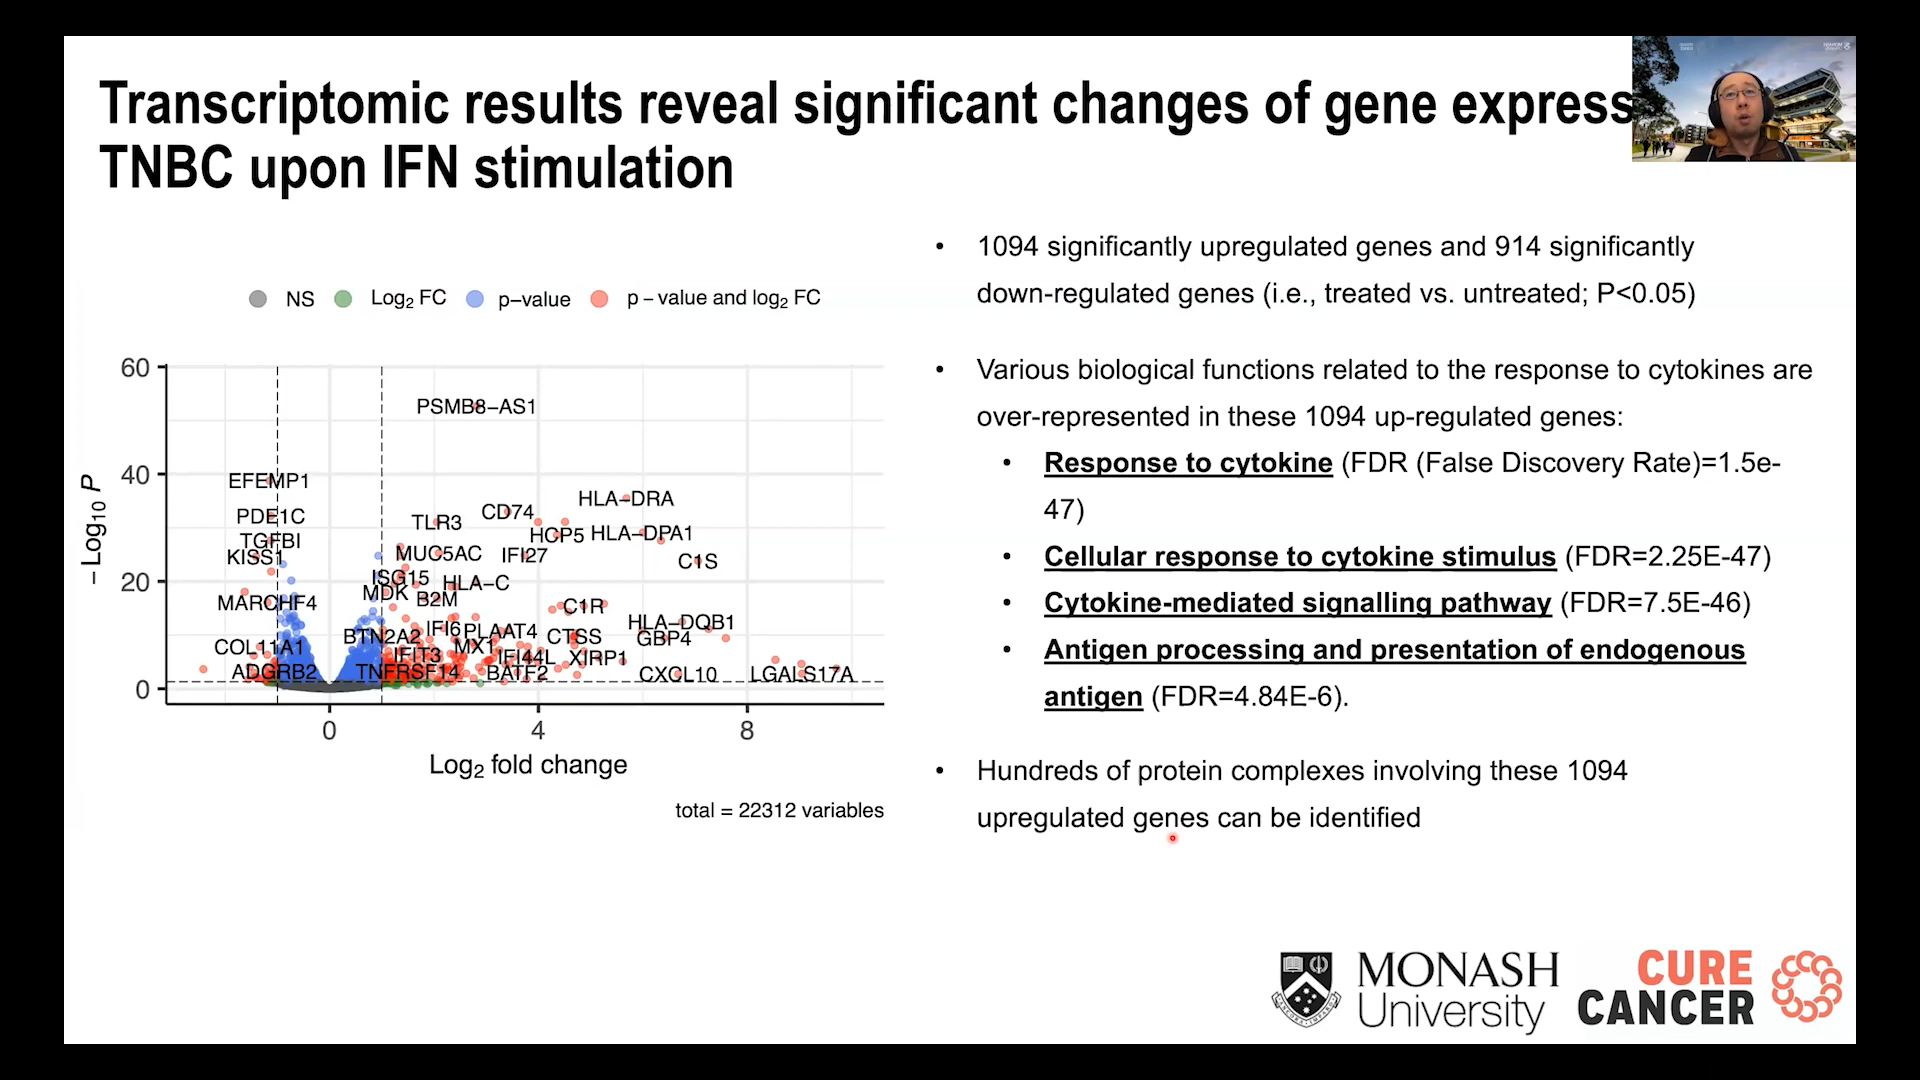 Transcriptomic results reveal significant changes of gene express
TNBC upon IFN stimulation
NS Log2 FC p−value p − value and log2 FC
60
40
20
0
− Log10 P
PSMB8−AS1
EFEMP1
HLA−DRA
PDE1C
CD74
TLR3
HCP5
HLA−DPA1
TGFBI
KISS1
MUC5AC
IFI27
C1S
ISG15
HLA−C
MDK
B2M
MARCHF4
C1R
HLA−DQB1
IFI6
PLAAT4
BTN2A2
CTSS
GBP4
COL11A1
MX1
IFIT3
IFI44L
XIRP1
ADGRB2
TNFRSF14
BATF2
CXCL10
LGALS17A
0 4 8
Log2 fold change
total = 22312 variables
• 1094 significantly upregulated genes and 914 significantly
down-regulated genes (i.e., treated vs. untreated; P<0.05)
• Various biological functions related to the response to cytokines are
over-represented in these 1094 up-regulated genes:
• Response to cytokine (FDR (False Discovery Rate)=1.5e-
47)
• Cellular response to cytokine stimulus (FDR=2.25E-47)
• Cytokine-mediated signalling pathway (FDR=7.5E-46)
• Antigen processing and presentation of endogenous
antigen (FDR=4.84E-6).
• Hundreds of protein complexes involving these 1094
upregulated genes can be identified
MONASH
University
CURE
CANCER